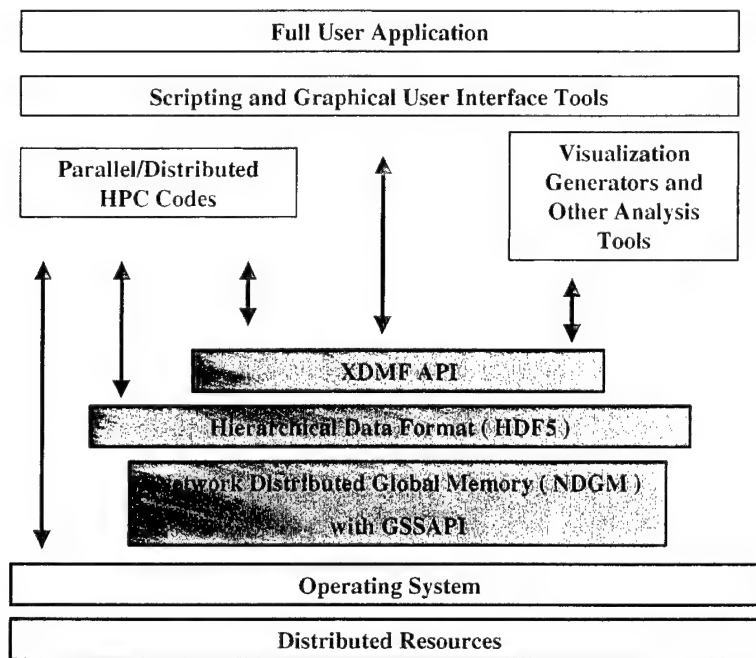 Full User Application
Scripting and Graphical User Interface Tools
Parallel/Distributed
HPC Codes
Visualization
Generators and
Other Analysis
Tools
XDMF API
Hierarchical Data Format ( HDF5 )
Network Distributed Global Memory ( NDGM )
with GSSAPI
Operating System
Distributed Resources